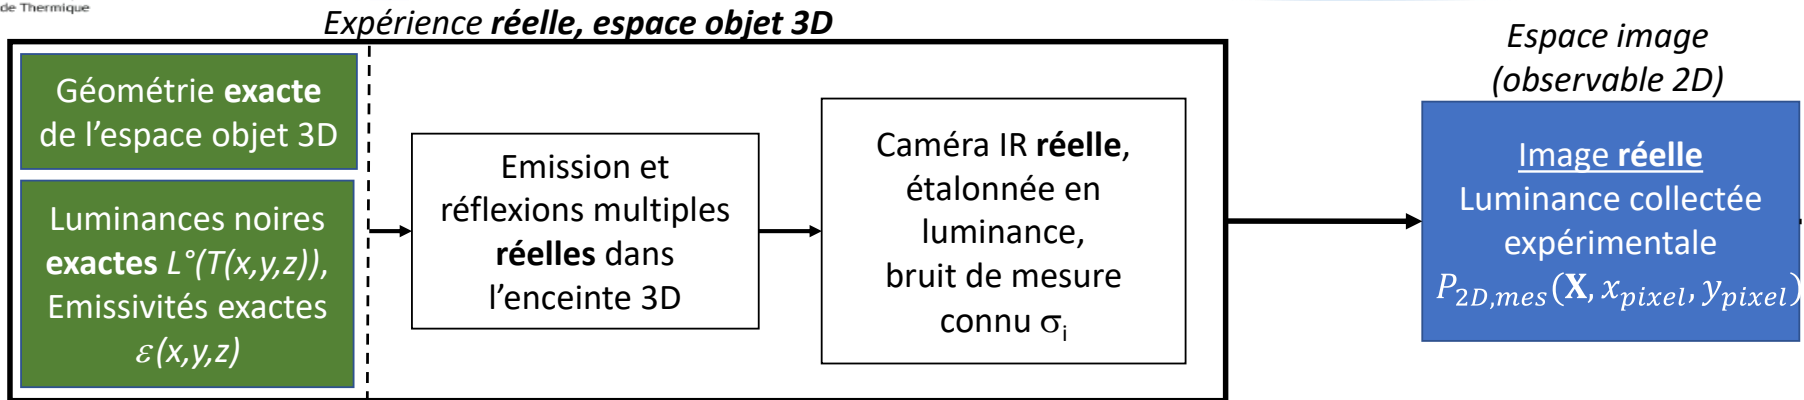 de Thermique
Expérience réelle, espace objet 3D
Géométrie exacte
de l'espace objet 3D
Luminances noires
exactes L°(T(x,y,z)),
Emissivités exactes
ε(x,y,z)
Emission et
réflexions multiples
réelles dans
l'enceinte 3D
Caméra IR réelle,
étalonnée en
luminance,
bruit de mesure
connu σi
Espace image
(observable 2D)
Image réelle
Luminance collectée
expérimentale
P2D,mes(X, xpixel, ypixel)